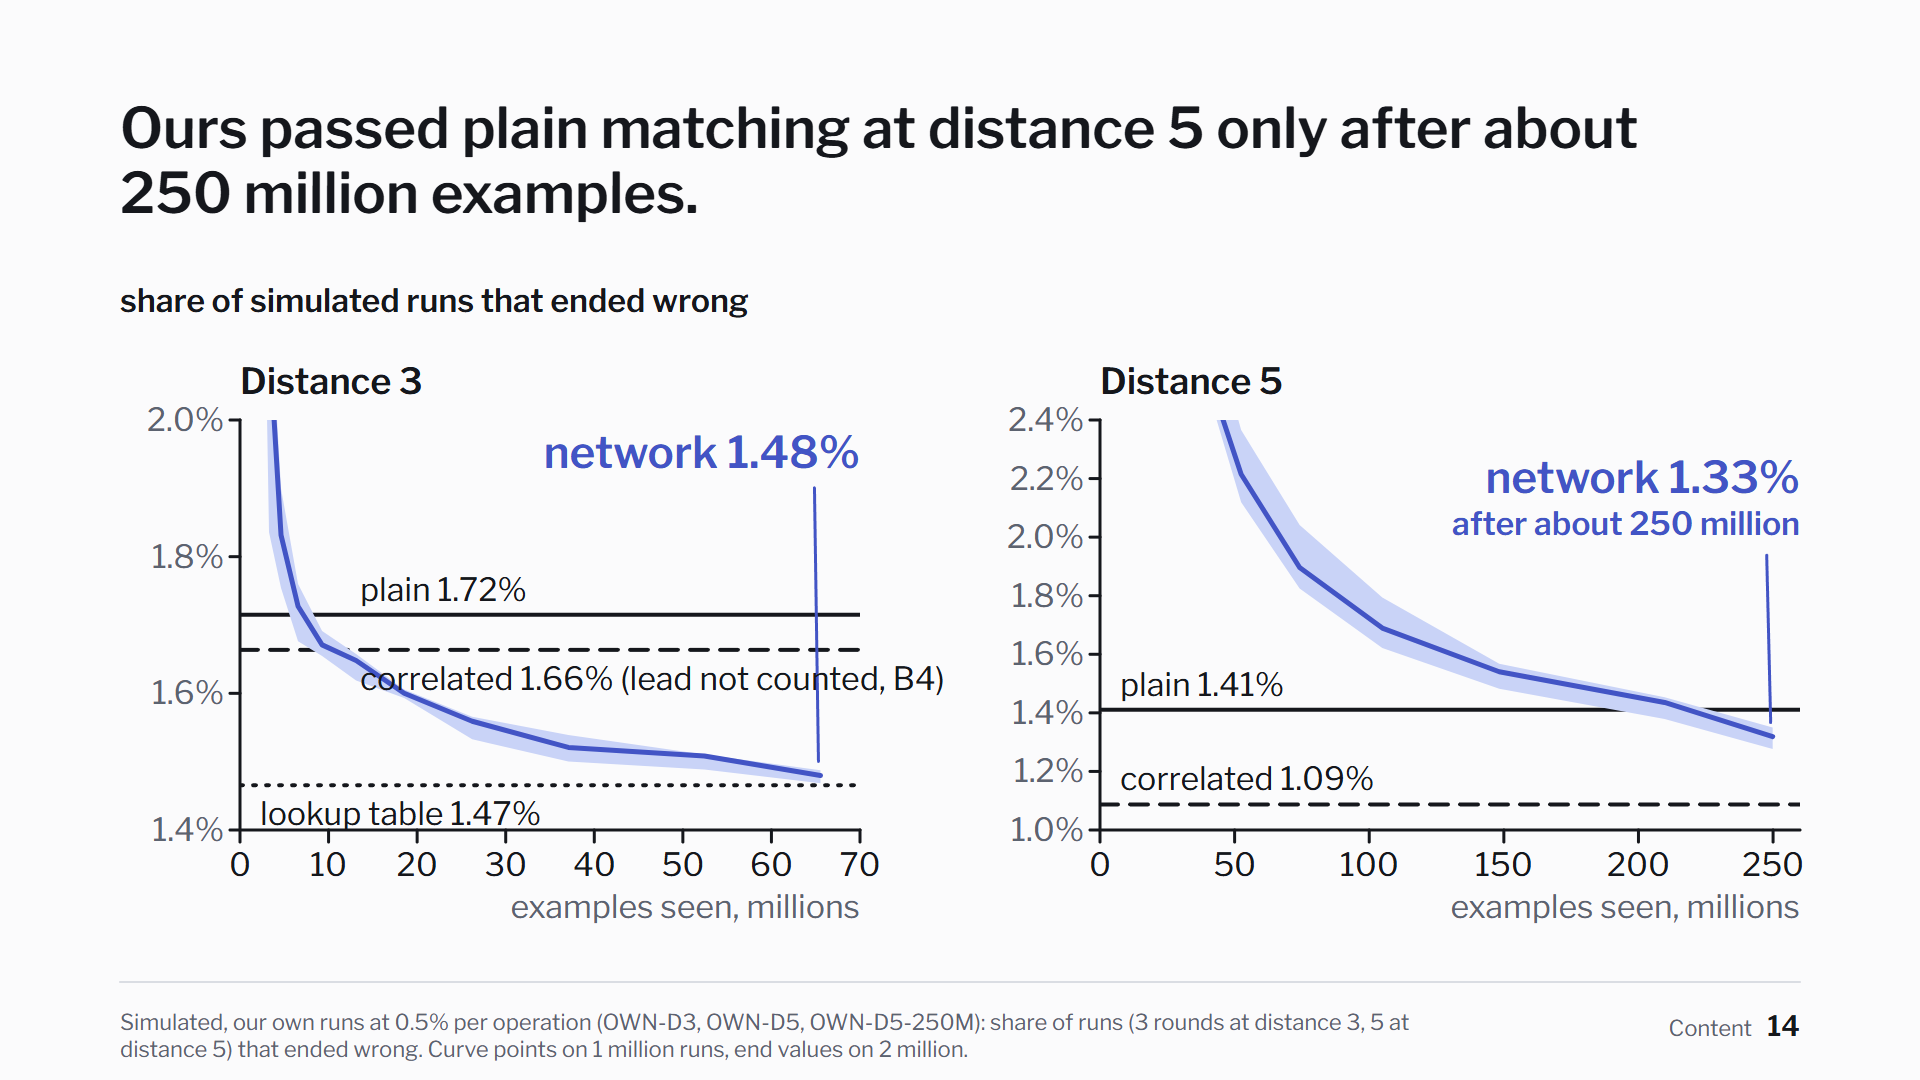 Ours passed plain matching at distance 5 only after about
250 million examples.
share of simulated runs that ended wrong
Distance 3
2.0%
1.8%
1.6%
1.4%
network 1.48%
plain 1.72%
correlated 1.66% (lead not counted, B4)
lookup table 1.47%
0 10 20 30 40 50 60 70
examples seen, millions
Distance 5
2.4%
2.2%
2.0%
1.8%
1.6%
1.4%
1.2%
1.0%
network 1.33%
after about 250 million
plain 1.41%
correlated 1.09%
0 50 100 150 200 250
examples seen, millions
Simulated, our own runs at 0.5% per operation (OWN-D3, OWN-D5, OWN-D5-250M): share of runs (3 rounds at distance 3, 5 at
distance 5) that ended wrong. Curve points on 1 million runs, end values on 2 million.
Content 14